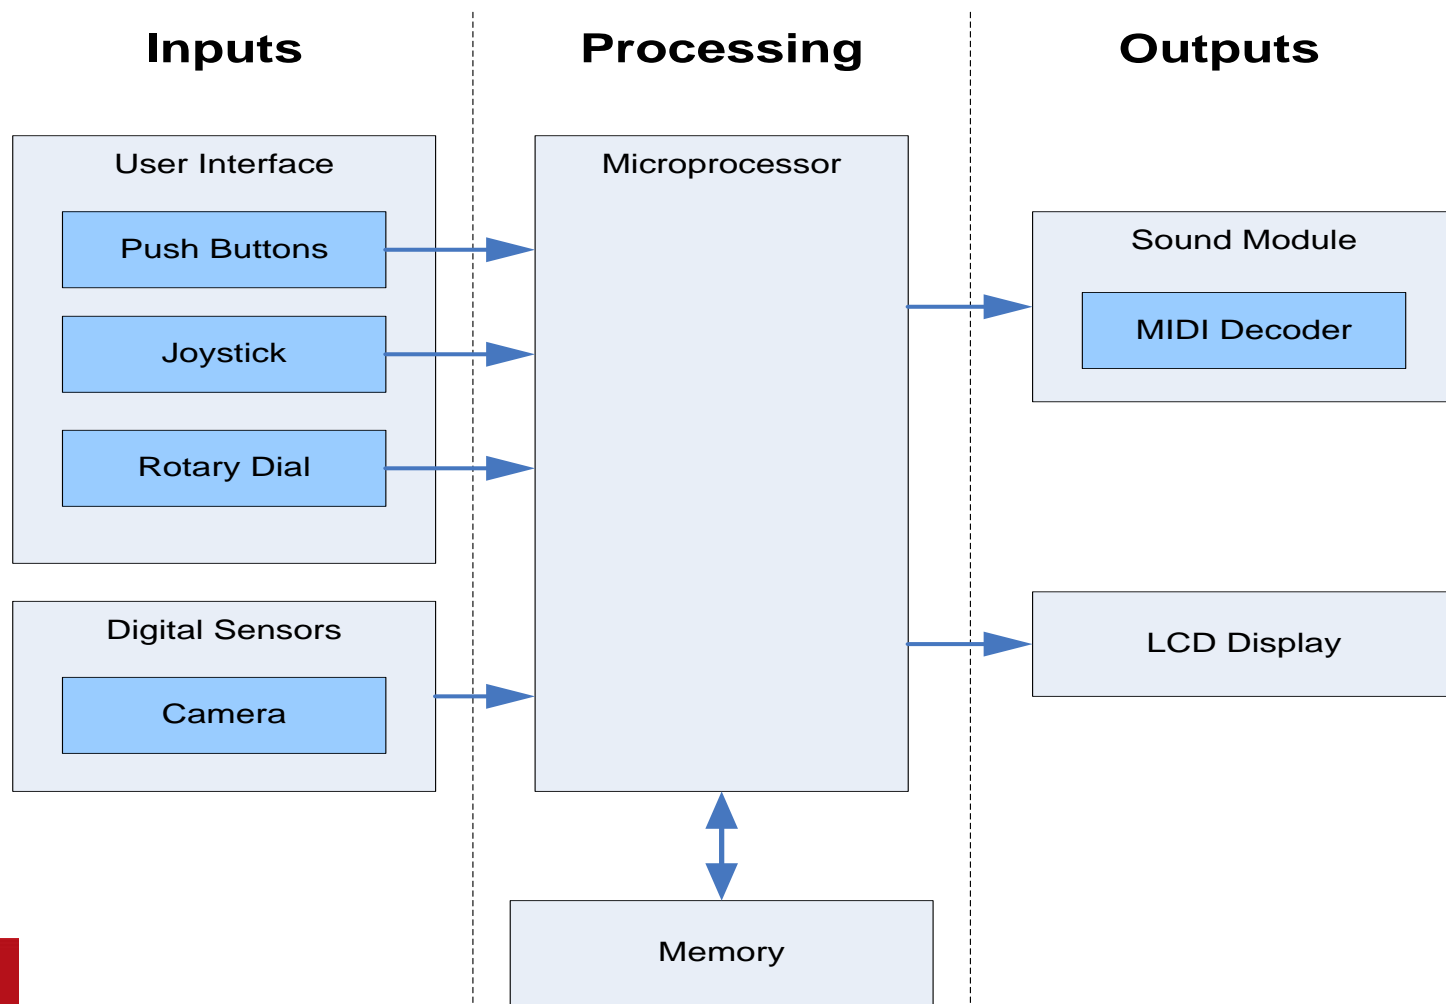 Inputs
Processing
Outputs
User Interface
Push Buttons
Joystick
Rotary Dial
Digital Sensors
Camera
Microprocessor
Memory
Sound Module
MIDI Decoder
LCD Display